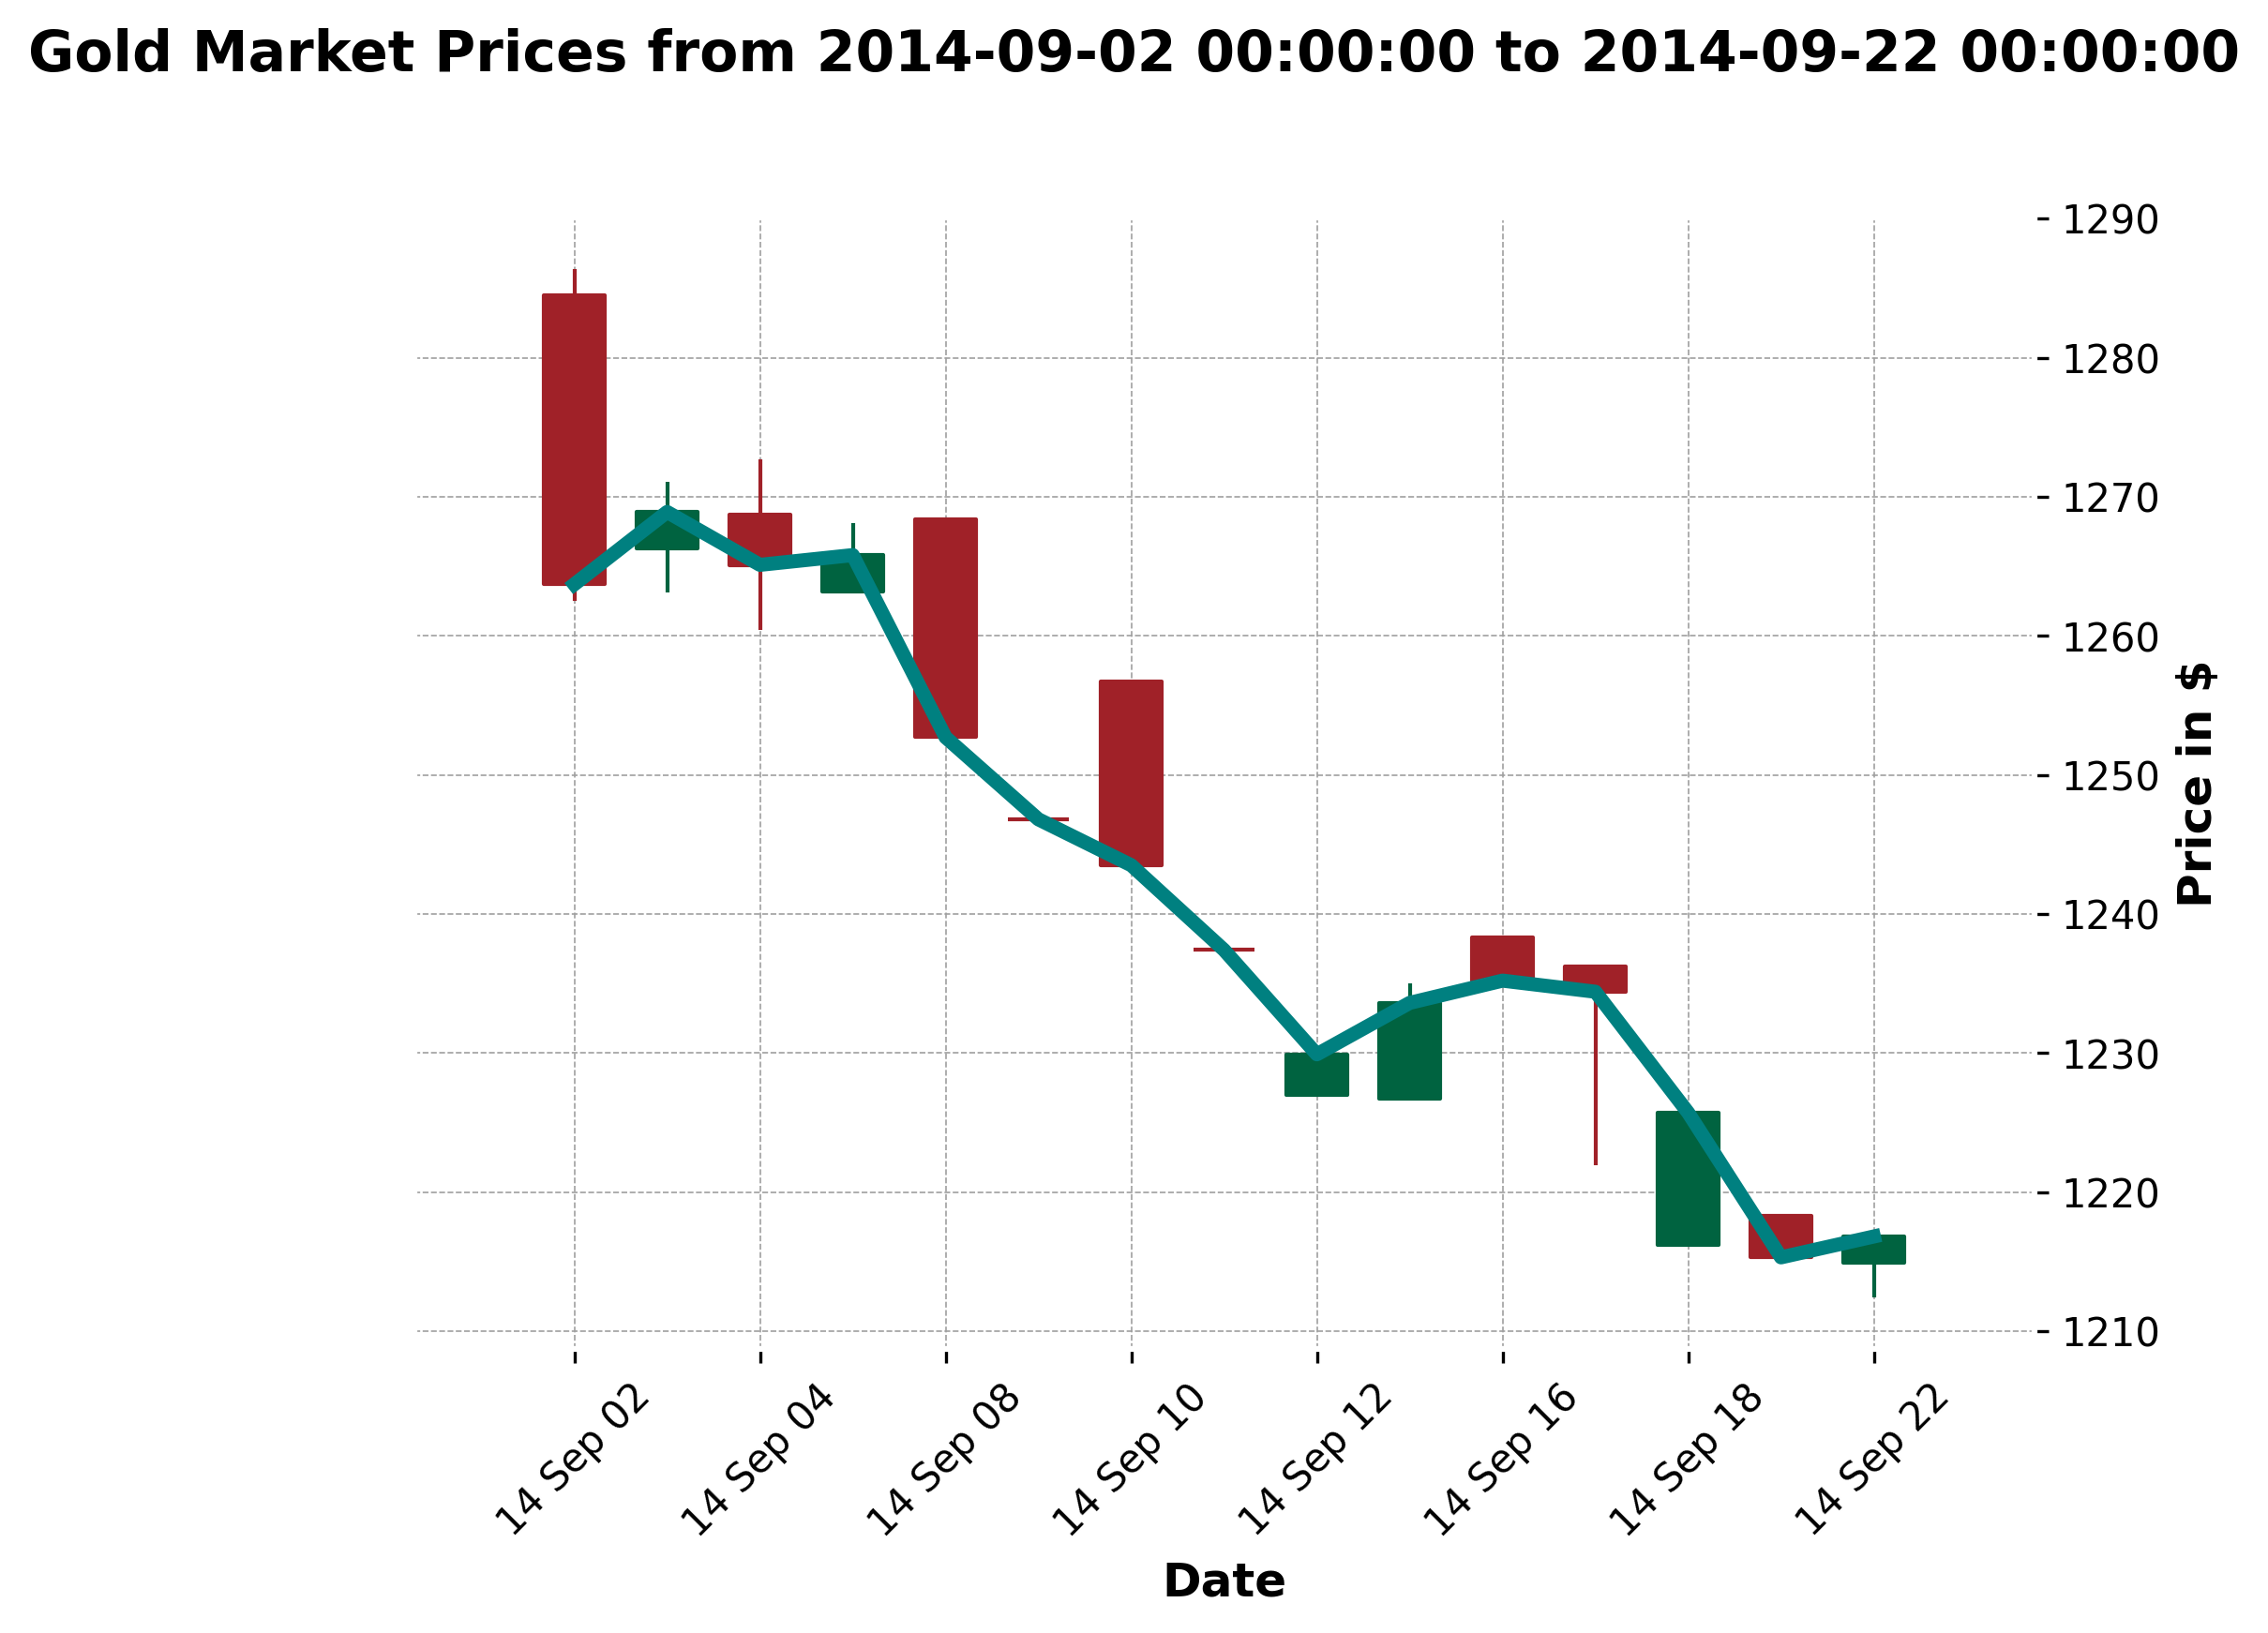 Gold Market Prices from 2014-09-02 00:00:00 to 2014-09-22 00:00:00
1290
1280
1270
1260
1250
1240
1230
1220
1210
Price in $
14 Sep 02
14 Sep 04
14 Sep 08
14 Sep 10
14 Sep 12
14 Sep 16
14 Sep 18
14 Sep 22
Date